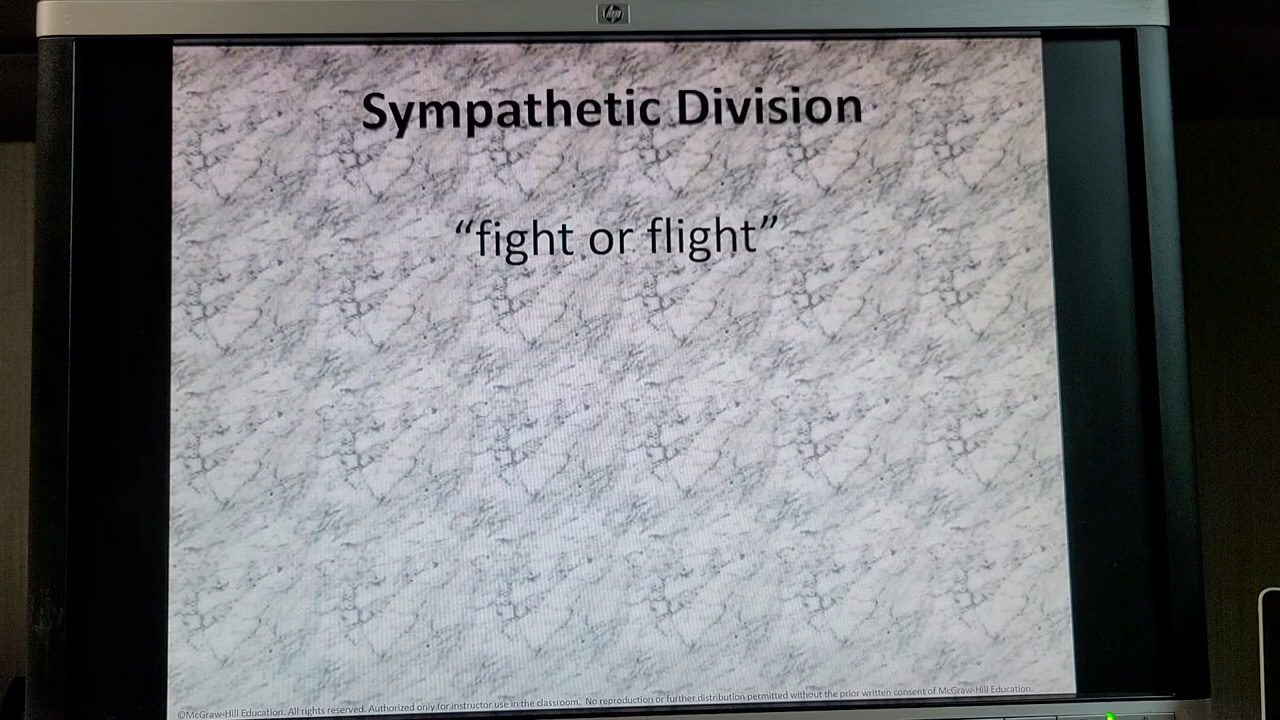 hp
Sympathetic Division
“fight or flight”
©McGraw-Hill Education. All rights reserved. Authorized only for instructor use in the classroom. No reproduction or further distribution permitted without the prior written consent of McGraw-Hill Education.